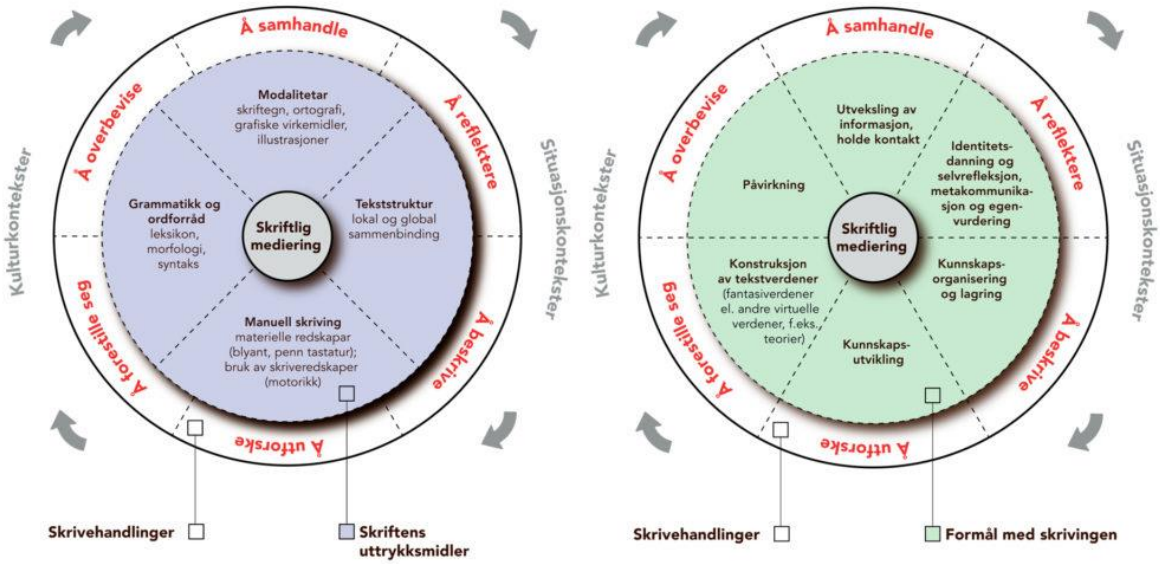 Å samhandle
Å reflektere
Å beskrive
Å utforske
Å forestille seg
Å overbevise
Kulturkontekster
Situasjonskontekster
Modalitetar
skriftegn, ortografi,
grafiske virkemidler,
illustrasjoner
Grammatikk og
ordforråd
leksikon,
morfologi,
syntaks
Skriftlig
mediering
Tekststruktur
lokal og global
sammenbinding
Manuell skriving
materielle redskapar
(blyant, penn tastatur);
bruk av skriveredskaper
(motorikk)
Skrivehandlinger
Skriftens
uttrykksmidler
Å samhandle
Å reflektere
Å beskrive
Å utforske
Å forestille seg
Å overbevise
Kulturkontekster
Situasjonskontekster
Utveksling av
informasjon,
holde kontakt
Identitets-
danning og
selvrefleksjon,
metakommunika-
sjon og egen-
vurdering
Påvirkning
Skriftlig
mediering
Konstruksjon
av tekstverdener
(fantasiverdener
el. andre virtuelle
verdener, f.eks.
teorier)
Kunnskaps-
organisering
og lagring
Kunnskaps-
utvikling
Skrivehandlinger
Formål med skrivingen